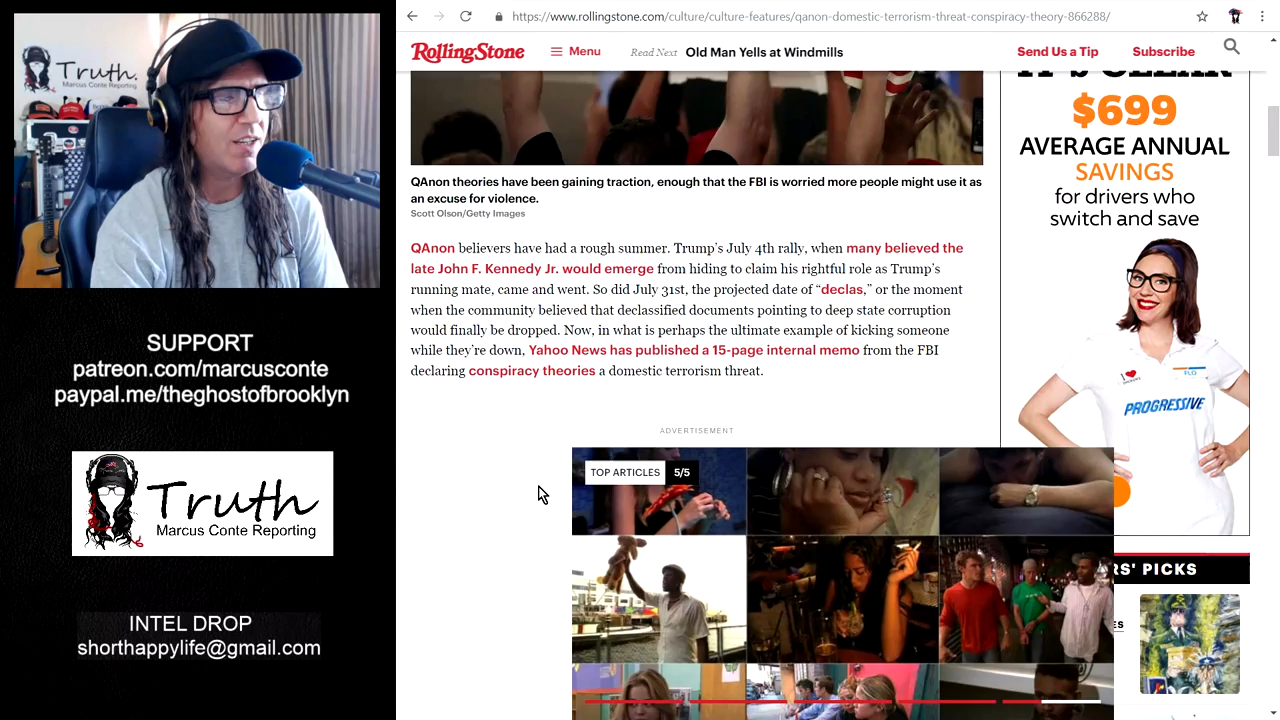 Truth.
Marcus Conte Reporting
SUPPORT
patreon.com/marcusconte
paypal.me/theghostofbrooklyn
Truth
Marcus Conte Reporting
INTEL DROP
shorthappylife@gmail.com
https://www.rollingstone.com/culture/culture-features/qanon-domestic-terrorism-threat-conspiracy-theory-866288/
RollingStone
Menu
Read Next Old Man Yells at Windmills
Send Us a Tip
Subscribe
QAnon theories have been gaining traction, enough that the FBI is worried more people might use it as
an excuse for violence.
Scott Olson/Getty Images
QAnon believers have had a rough summer. Trump’s July 4th rally, when many believed the
late John F. Kennedy Jr. would emerge from hiding to claim his rightful role as Trump’s
running mate, came and went. So did July 31st, the projected date of “declas,” or the moment
when the community believed that declassified documents pointing to deep state corruption
would finally be dropped. Now, in what is perhaps the ultimate example of kicking someone
while they’re down, Yahoo News has published a 15-page internal memo from the FBI
declaring conspiracy theories a domestic terrorism threat.
ADVERTISEMENT
TOP ARTICLES 5/5
$699
AVERAGE ANNUAL
SAVINGS
for drivers who
switch and save
FLO
PROGRESSIVE
RS' PICKS
ES